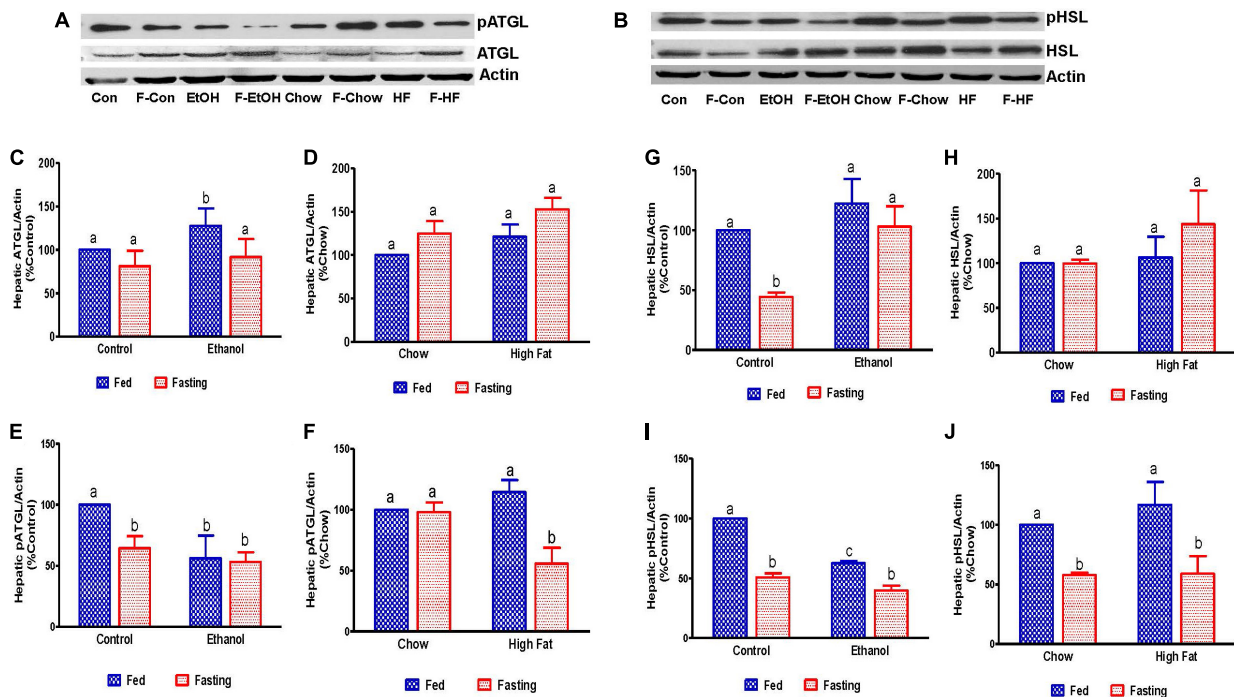 A
pATGL
ATGL
Actin
Con F-Con EtOH F-EtOH Chow F-Chow HF F-HF
B
pHSL
HSL
Actin
Con F-Con EtOH F-EtOH Chow F-Chow HF F-HF
C
Hepatic ATGL/Actin
(%Control)
200
150
100
50
0
a a b a
Control Ethanol
Fed Fasting
D
Hepatic ATGL/Actin
(%Chow)
200
150
100
50
0
a a a a
Chow High Fat
Fed Fasting
G
Hepatic HSL/Actin
(%Control)
150
100
50
0
a b a a
Control Ethanol
Fed Fasting
H
Hepatic HSL/Actin
(%Chow)
200
150
100
50
0
a a a a
Chow High Fat
Fed Fasting
E
Hepatic pATGL/Actin
(%Control)
150
100
50
0
a b b b
Control Ethanol
Fed Fasting
F
Hepatic pATGL/Actin
(%Chow)
150
100
50
0
a a a b
Chow High Fat
Fed Fasting
I
Hepatic pHSL/Actin
(%Control)
150
100
50
0
a b c b
Control Ethanol
Fed Fasting
J
Hepatic pHSL/Actin
(%Chow)
150
100
50
0
a b a b
Chow High Fat
Fed Fasting